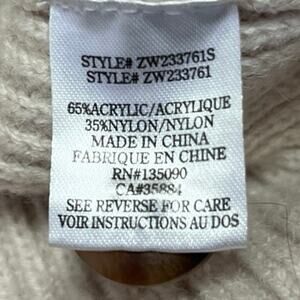 STYLE# ZW233761S
STYLE# ZW233761
65%ACRYLIC/ACRYLIQUE
35%NYLON/NYLON
MADE IN CHINA
FABRIQUE EN CHINE
RN#135090
CA#35884
SEE REVERSE FOR CARE
VOIR INSTRUCTIONS AU DOS